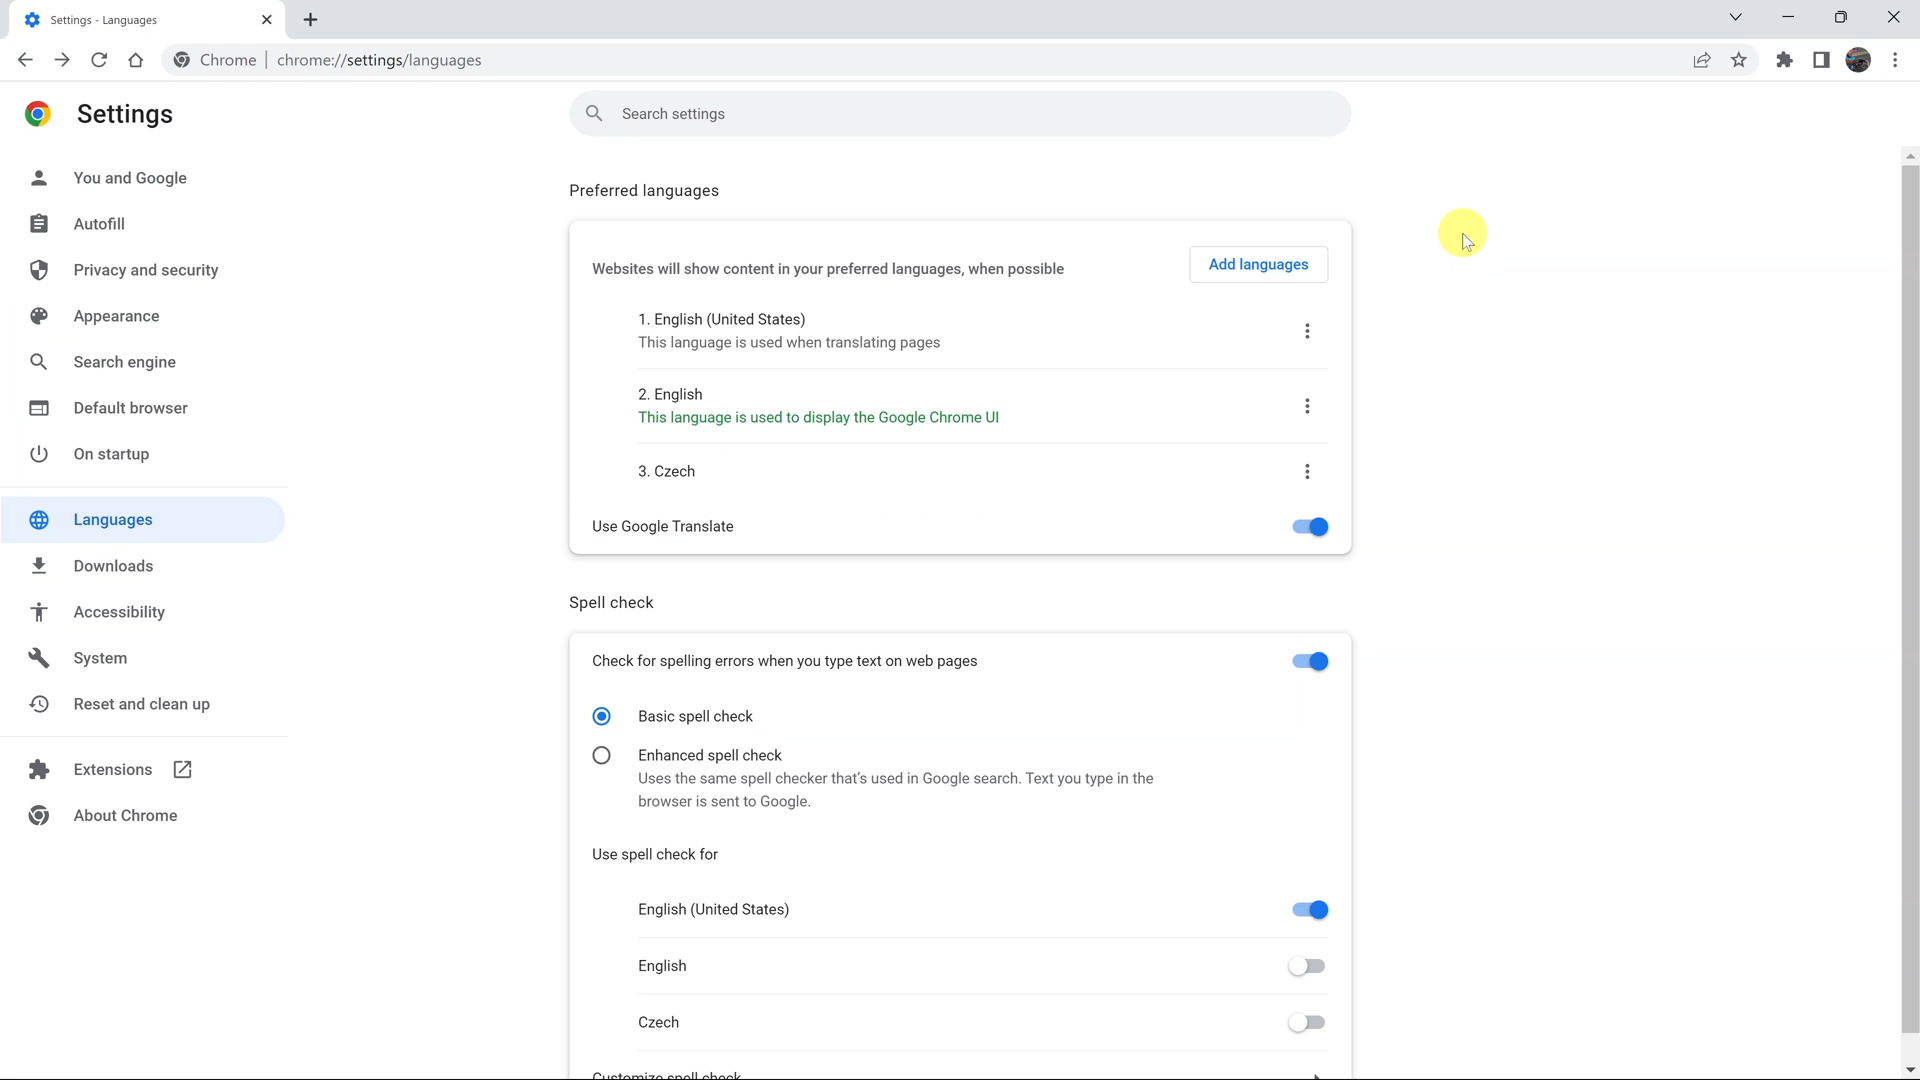 Settings - Languages
Chrome | chrome://settings/languages
Settings
Search settings
You and Google
Autofill
Privacy and security
Appearance
Search engine
Default browser
On startup
Languages
Downloads
Accessibility
System
Reset and clean up
Extensions
About Chrome
Preferred languages
Websites will show content in your preferred languages, when possible
Add languages
1. English (United States)
This language is used when translating pages
2. English
This language is used to display the Google Chrome UI
3. Czech
Use Google Translate
Spell check
Check for spelling errors when you type text on web pages
Basic spell check
Enhanced spell check
Uses the same spell checker that's used in Google search. Text you type in the
browser is sent to Google.
Use spell check for
English (United States)
English
Czech
Customize spell check